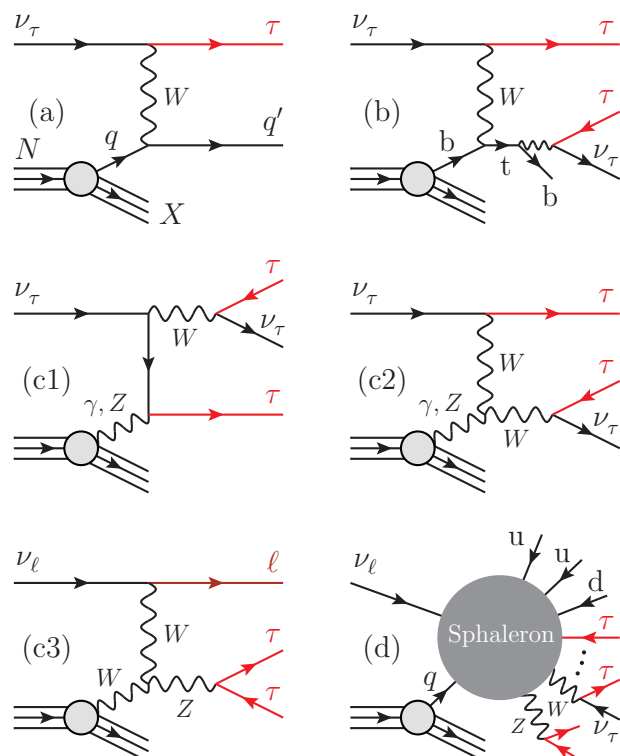 ν_τ τ ν_τ τ
W W
(a) (b) τ
q q′ b t
N b ν_τ
X
τ
ν_τ ν_τ τ
W ν_τ W
(c1) (c2) τ
γ, Z τ γ, Z
W ν_τ
u u
ν_ℓ ℓ ν_ℓ d
W τ
(c3) τ Sphaleron
W (d) τ
Z τ q Z W ν_τ